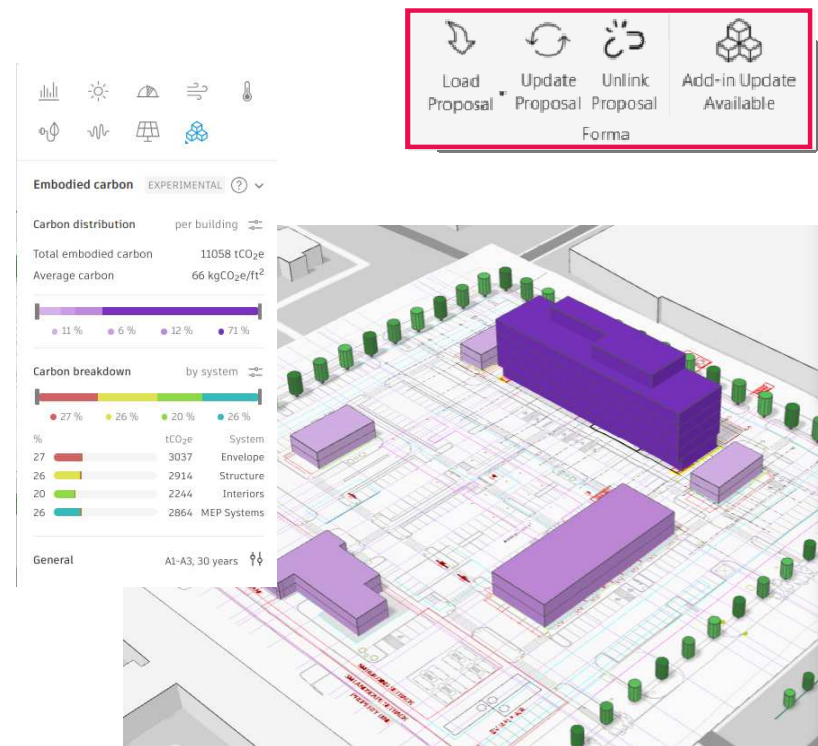 Load Proposal
Update Proposal
Unlink Proposal
Add-in Update Available
Forma
Embodied carbon EXPERIMENTAL ?
Carbon distribution per building
Total embodied carbon 11058 tCO₂e
Average carbon 66 kgCO₂e/ft²
11 % 6 % 12 % 71 %
Carbon breakdown by system
27 % 26 % 20 % 26 %
% tCO₂e System
27 3037 Envelope
26 2914 Structure
20 2244 Interiors
26 2864 MEP Systems
General A1-A3, 30 years
PROPERTY LINE